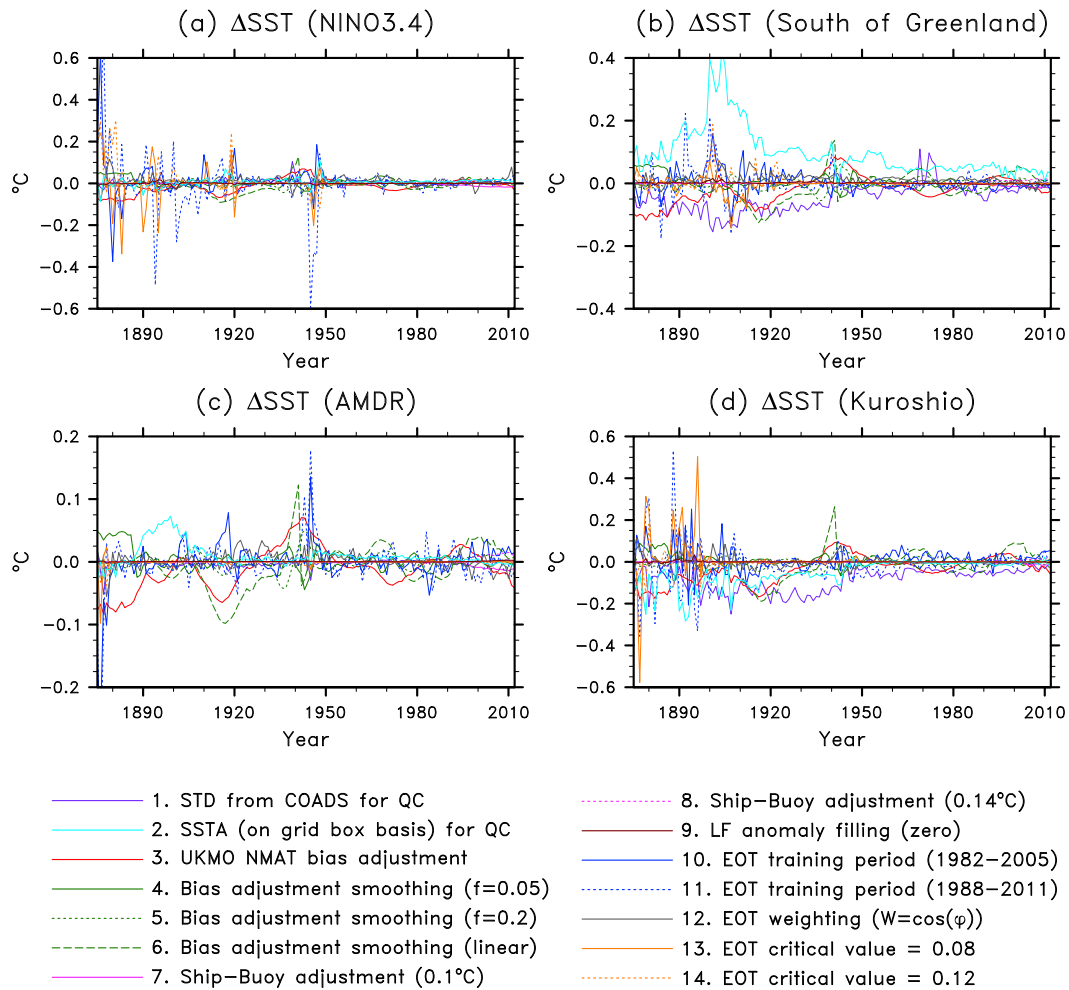 (a) ΔSST (NINO3.4)
0.6
0.4
0.2
0.0
−0.2
−0.4
−0.6
°C
1890 1920 1950 1980 2010
Year
(b) ΔSST (South of Greenland)
0.4
0.2
0.0
−0.2
−0.4
°C
1890 1920 1950 1980 2010
Year
(c) ΔSST (AMDR)
0.2
0.1
0.0
−0.1
−0.2
°C
1890 1920 1950 1980 2010
Year
(d) ΔSST (Kuroshio)
0.6
0.4
0.2
0.0
−0.2
−0.4
−0.6
°C
1890 1920 1950 1980 2010
Year
1. STD from COADS for QC
2. SSTA (on grid box basis) for QC
3. UKMO NMAT bias adjustment
4. Bias adjustment smoothing (f=0.05)
5. Bias adjustment smoothing (f=0.2)
6. Bias adjustment smoothing (linear)
7. Ship−Buoy adjustment (0.1°C)
8. Ship−Buoy adjustment (0.14°C)
9. LF anomaly filling (zero)
10. EOT training period (1982−2005)
11. EOT training period (1988−2011)
12. EOT weighting (W=cos(φ))
13. EOT critical value = 0.08
14. EOT critical value = 0.12